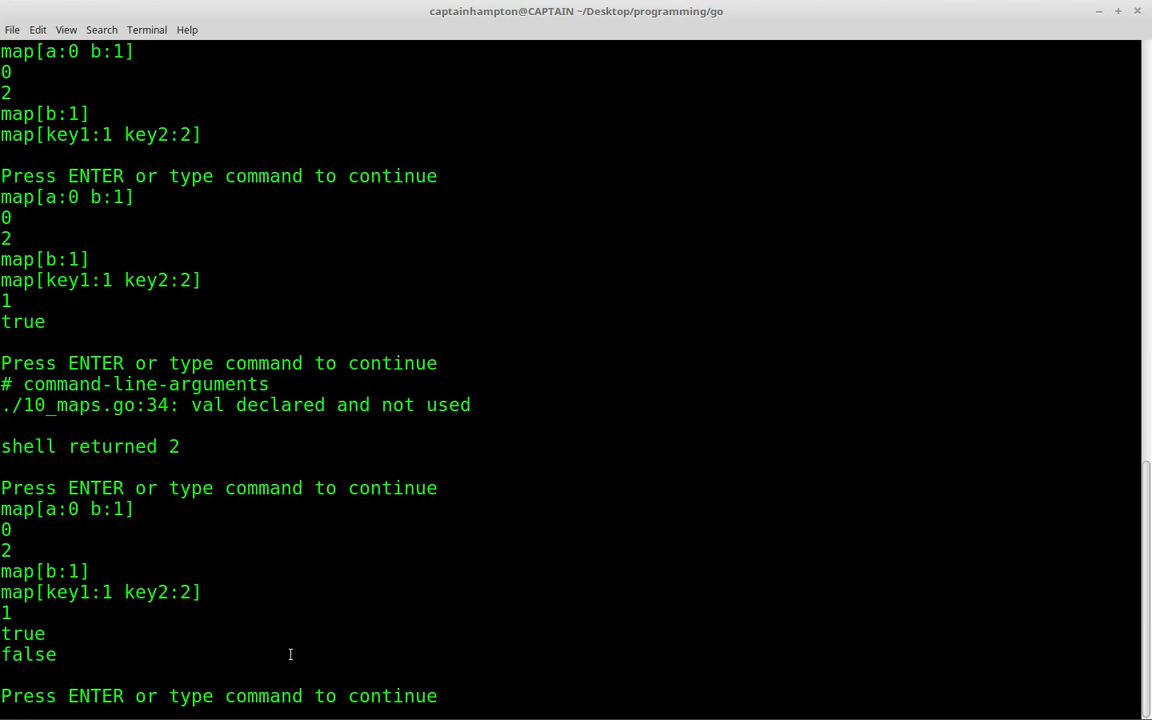 captainhampton@CAPTAIN ~/Desktop/programming/go
File Edit View Search Terminal Help
map[a:0 b:1]
0
2
map[b:1]
map[key1:1 key2:2]
Press ENTER or type command to continue
map[a:0 b:1]
0
2
map[b:1]
map[key1:1 key2:2]
1
true
Press ENTER or type command to continue
# command-line-arguments
./10_maps.go:34: val declared and not used
shell returned 2
Press ENTER or type command to continue
map[a:0 b:1]
0
2
map[b:1]
map[key1:1 key2:2]
1
true
false
Press ENTER or type command to continue